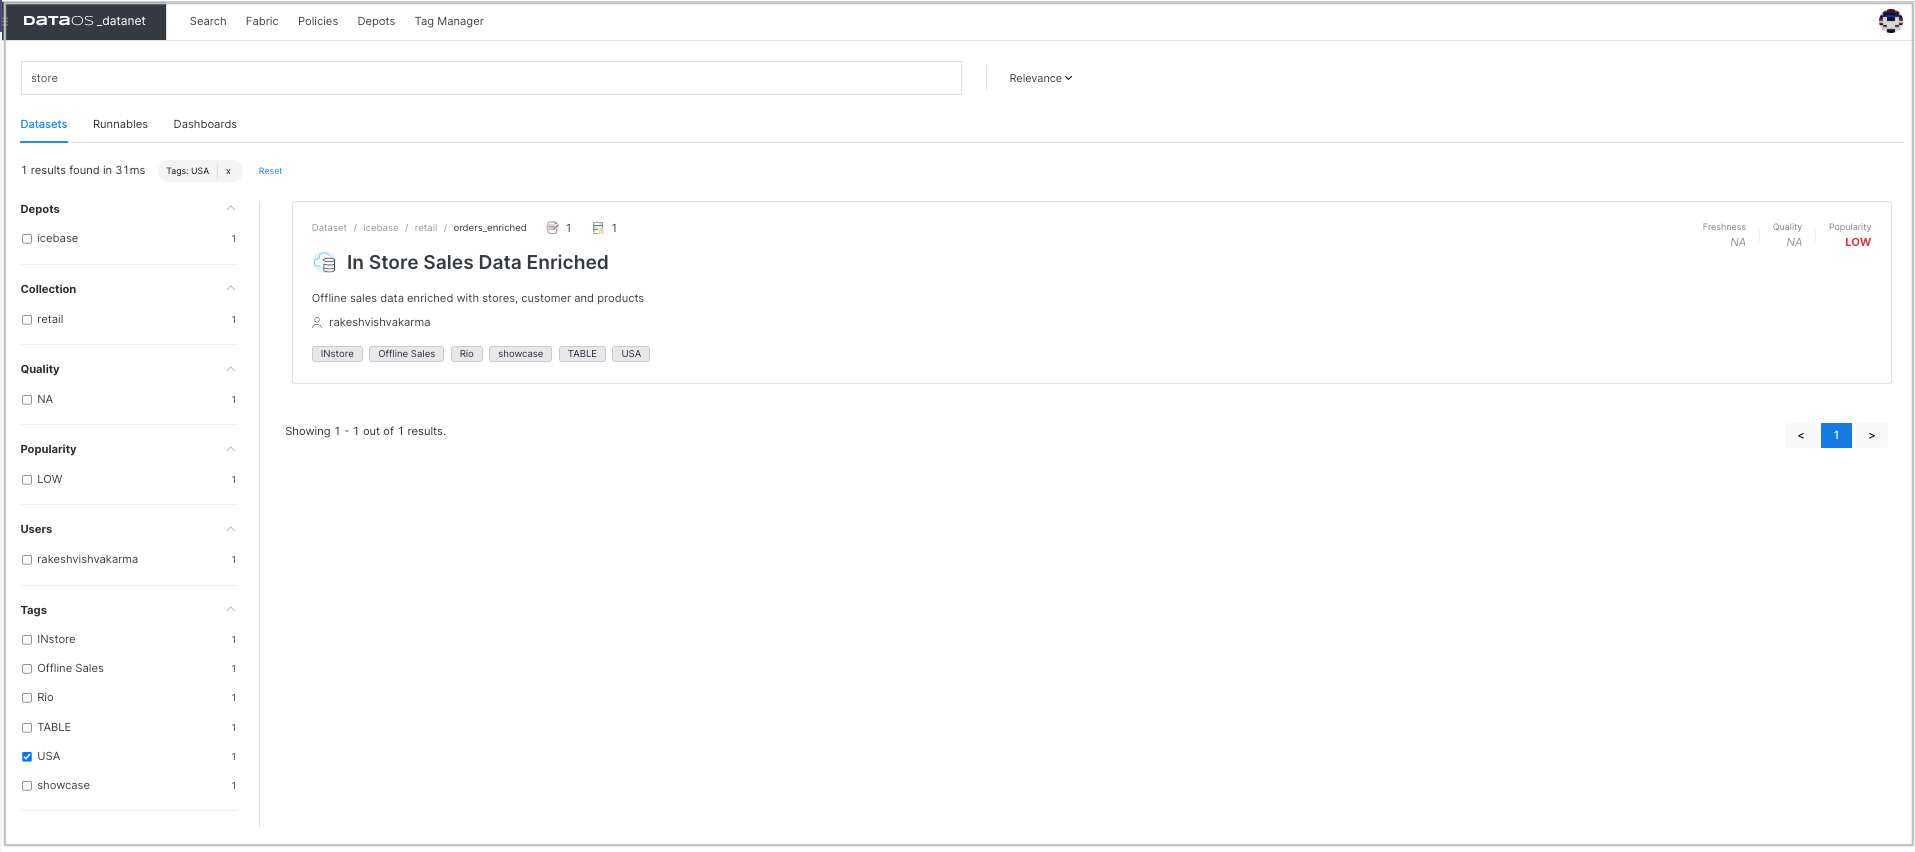 DATAOS _datanet Search Fabric Policies Depots Tag Manager
store Relevance
Datasets Runnables Dashboards
1 results found in 31ms Tags: USA x Reset
Depots
icebase 1
Collection
retail 1
Quality
NA 1
Popularity
LOW 1
Users
rakeshvishvakarma 1
Tags
INstore 1
Offline Sales 1
Rio 1
TABLE 1
USA 1
showcase 1
Dataset / icebase / retail / orders_enriched 1 1
In Store Sales Data Enriched
Offline sales data enriched with stores, customer and products
rakeshvishvakarma
INstore Offline Sales Rio showcase TABLE USA
Freshness Quality Popularity
NA NA LOW
Showing 1 - 1 out of 1 results. < 1 >